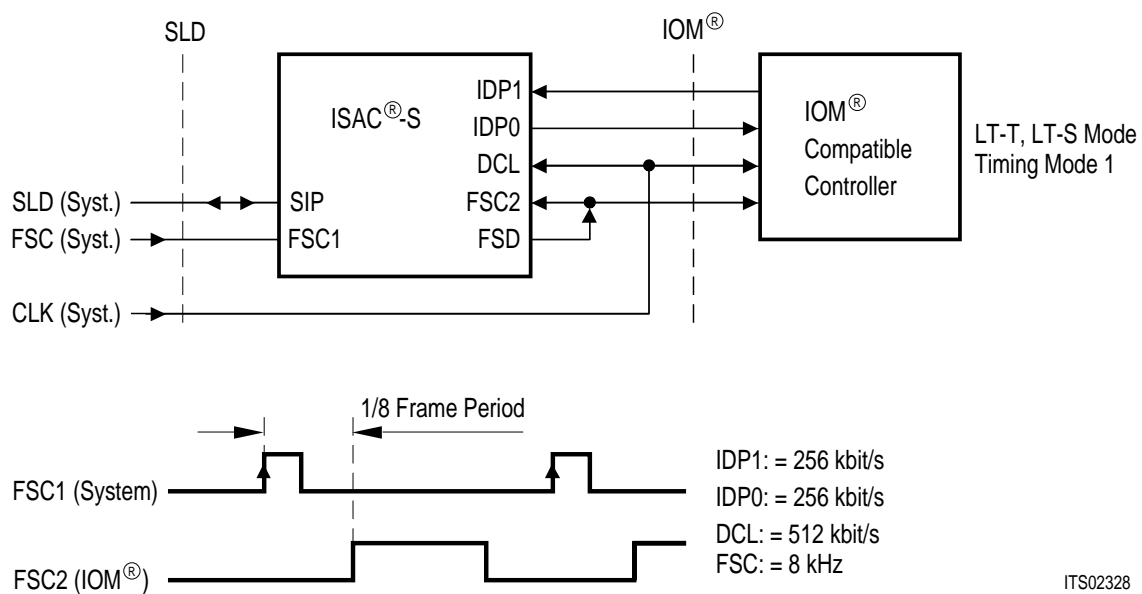 SLD
IOM®
ISAC®-S
IDP1
IDP0
DCL
FSC2
FSD
SIP
FSC1
IOM®
Compatible
Controller
LT-T, LT-S Mode
Timing Mode 1
SLD (Syst.)
FSC (Syst.)
CLK (Syst.)
1/8 Frame Period
FSC1 (System)
FSC2 (IOM®)
IDP1: = 256 kbit/s
IDP0: = 256 kbit/s
DCL: = 512 kbit/s
FSC: = 8 kHz
ITS02328